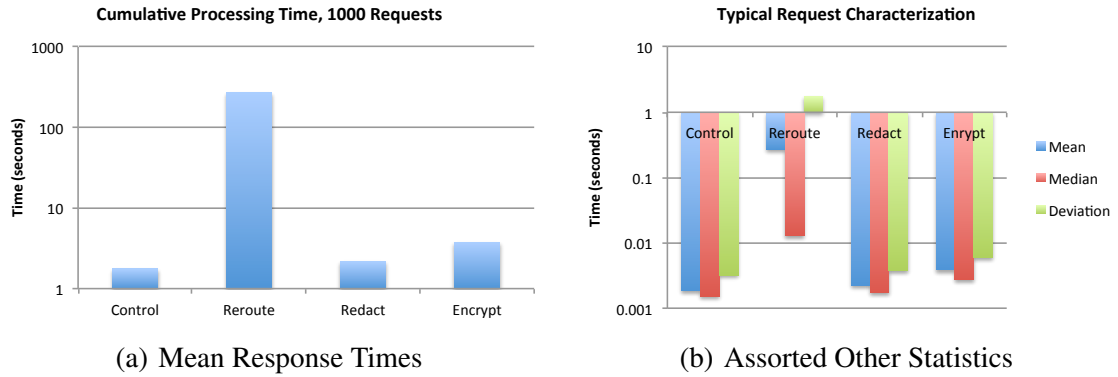 Cumulative Processing Time, 1000 Requests
1000
100
10
1
Time (seconds)
Control
Reroute
Redact
Encrypt
(a) Mean Response Times
Typical Request Characterization
10
1
0.1
0.01
0.001
Time (seconds)
Control
Reroute
Redact
Enrypt
Mean
Median
Deviation
(b) Assorted Other Statistics